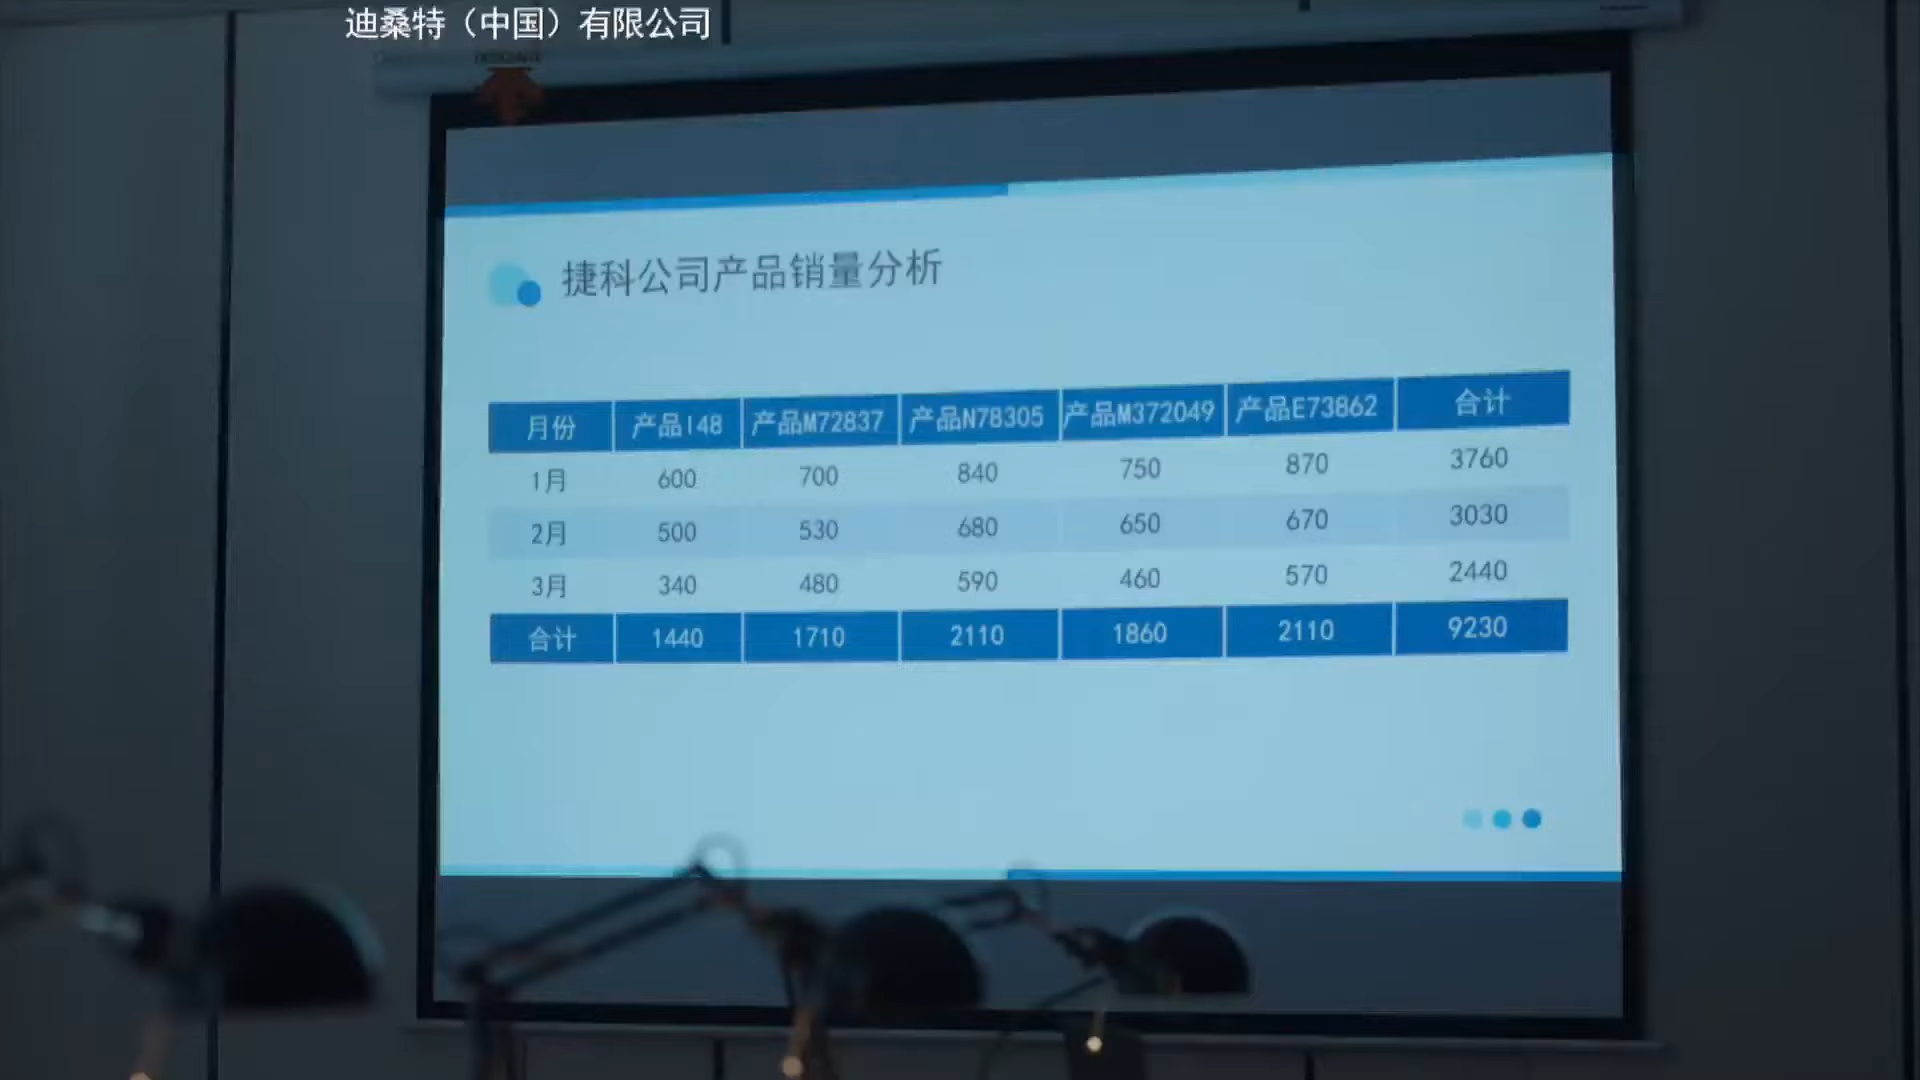 迪桑特（中国）有限公司
DESCENTE
捷科公司产品销量分析
月份 产品I48 产品M72837 产品N78305 产品M372049 产品E73862 合计
1月 600 700 840 750 870 3760
2月 500 530 680 650 670 3030
3月 340 480 590 460 570 2440
合计 1440 1710 2110 1860 2110 9230